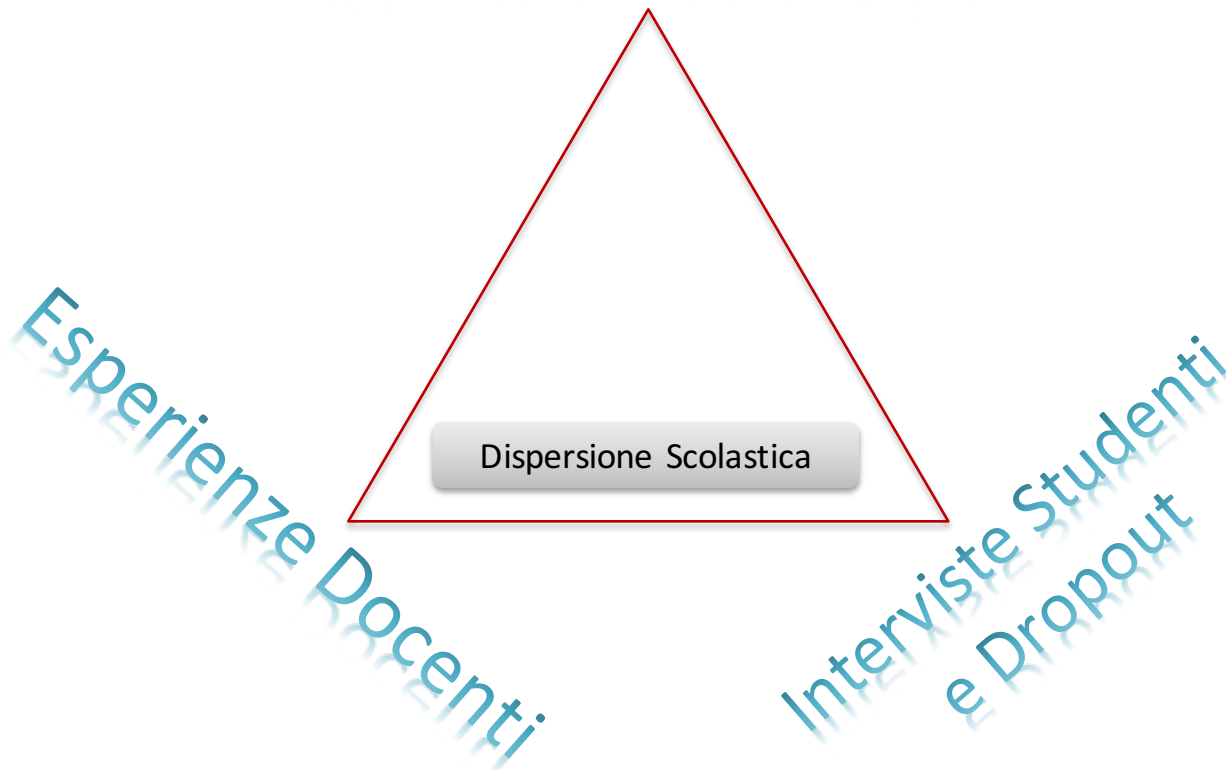 Esperienze Docenti
Dispersione Scolastica
Interviste Studenti
e Dropout